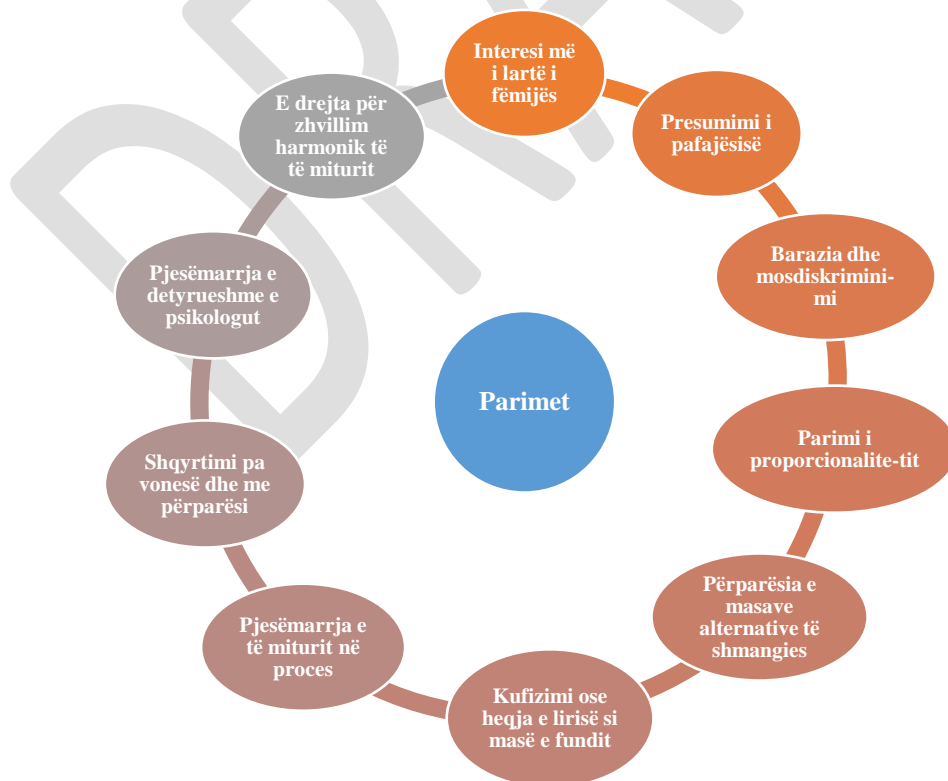 Interesi më
i lartë i
fëmijës
Presumimi i
pafajësisë
Barazia dhe
mosdiskrimini-
mi
Parimi i
proporcionalite-tit
Përparësia e
masave
alternative të
shmangies
Kufizimi ose
heqja e lirisë si
masë e fundit
Pjesëmarrja e
të miturit në
proces
Shqyrtimi pa
vonesë dhe me
përparësi
Pjesëmarrja e
detyrueshme e
psikologut
E drejta për
zhvillim
harmonik të
të miturit
Parimet